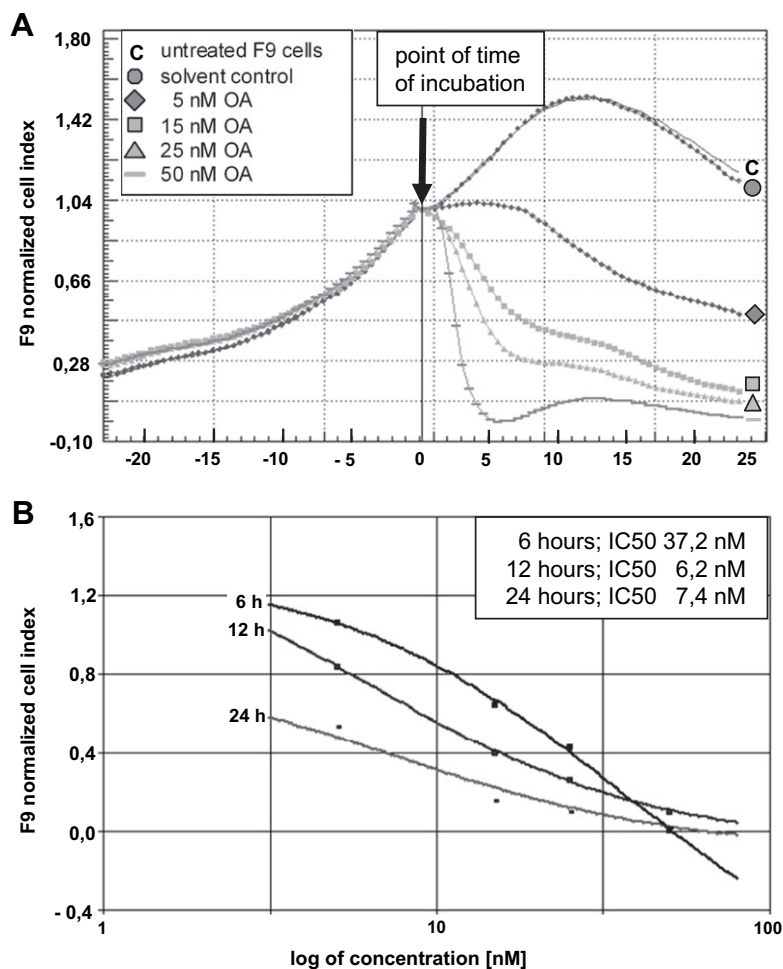 A
1,80
1,42
1,04
0,66
0,28
-0,10
F9 normalized cell index
C untreated F9 cells
solvent control
5 nM OA
15 nM OA
25 nM OA
50 nM OA
point of time
of incubation
C
-20 -15 -10 - 5 0 5 10 15 20 25
B
1,6
1,2
0,8
0,4
0,0
- 0,4
F9 normalized cell index
6 hours; IC50 37,2 nM
12 hours; IC50 6,2 nM
24 hours; IC50 7,4 nM
6 h
12 h
24 h
1 10 100
log of concentration [nM]